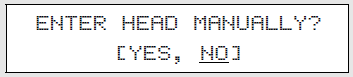 ENTER HEAD MANUALLY?
[YES, NO]